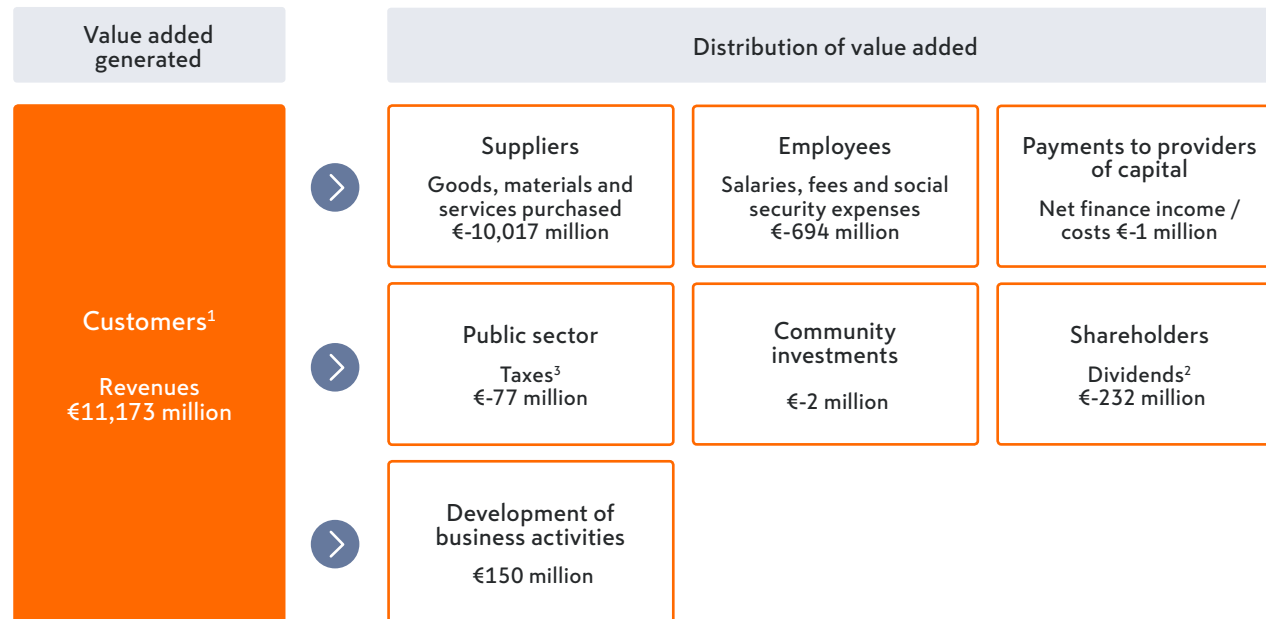 Value added
generated
Distribution of value added
Customers1
Revenues
€11,173 million
Suppliers
Goods, materials and
services purchased
€-10,017 million
Employees
Salaries, fees and social
security expenses
€-694 million
Payments to providers
of capital
Net finance income /
costs €-1 million
Public sector
Taxes3
€-77 million
Community
investments
€-2 million
Shareholders
Dividends2
€-232 million
Development of
business activities
€150 million